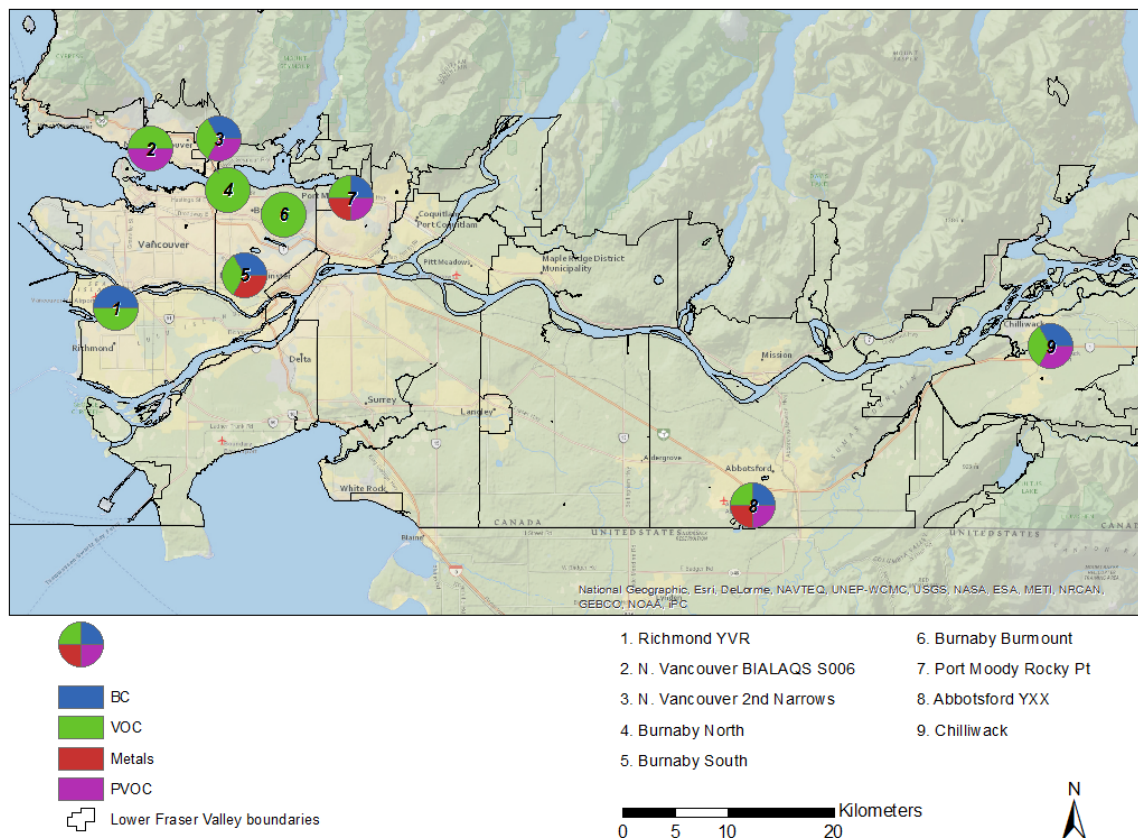 2
3
4
6
7
5
1
9
8
Port M
Vancouver
Coquitlam
Port Coquitlam
Pitt Meadows
Maple Ridge District
Municipality
Richmond
Delta
Surrey
Langley
Mission
Chilliwack
Aldergrove
Abbotsford
White Rock
Blaine
CANADA
UNITED STATES
UNITED STATES
National Geographic, Esri, DeLorme, NAVTEQ, UNEP-WCMC, USGS, NASA, ESA, METI, NRCAN,
GEBCO, NOAA, iPC
BC
VOC
Metals
PVOC
Lower Fraser Valley boundaries
1. Richmond YVR
2. N. Vancouver BIALAQS S006
3. N. Vancouver 2nd Narrows
4. Burnaby North
5. Burnaby South
6. Burnaby Burmount
7. Port Moody Rocky Pt
8. Abbotsford YXX
9. Chilliwack
Kilometers
0 5 10 20
N